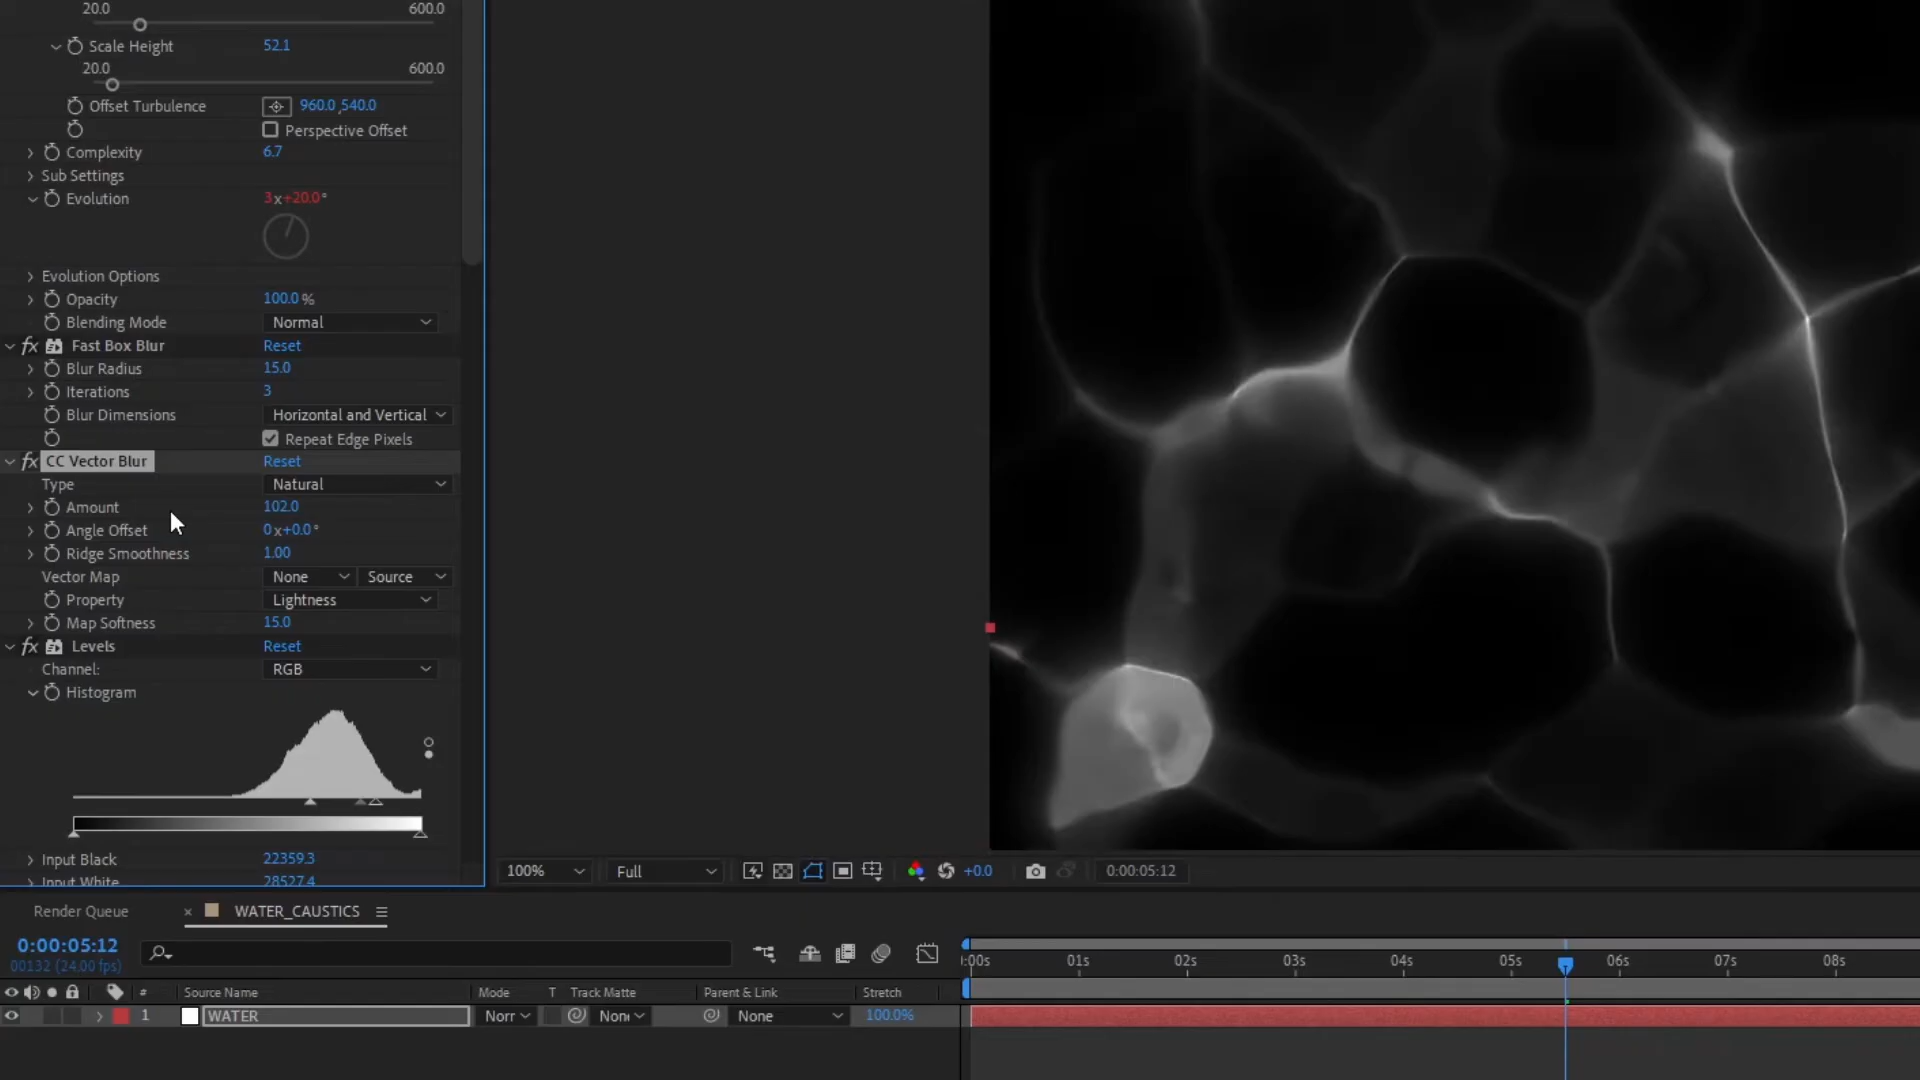 20.0 600.0
Scale Height 52.1
20.0 600.0
Offset Turbulence 960.0,540.0
Perspective Offset
Complexity 6.7
Sub Settings
Evolution 3x+20.0°
Evolution Options
Opacity 100.0 %
Blending Mode Normal
fx Fast Box Blur Reset
Blur Radius 15.0
Iterations 3
Blur Dimensions Horizontal and Vertical
Repeat Edge Pixels
fx CC Vector Blur Reset
Type Natural
Amount 102.0
Angle Offset 0x+0.0°
Ridge Smoothness 1.00
Vector Map None Source
Property Lightness
Map Softness 15.0
fx Levels Reset
Channel: RGB
Histogram
Input Black 22359.3
Input White 28527.4
100% Full +0.0 0:00:05:12
Render Queue × WATER_CAUSTICS
0:00:05:12
00132 (24.00 fps)
:00s 01s 02s 03s 04s 05s 06s 07s 08s
# Source Name Mode T Track Matte Parent & Link Stretch
1 WATER Norr None None 100.0%